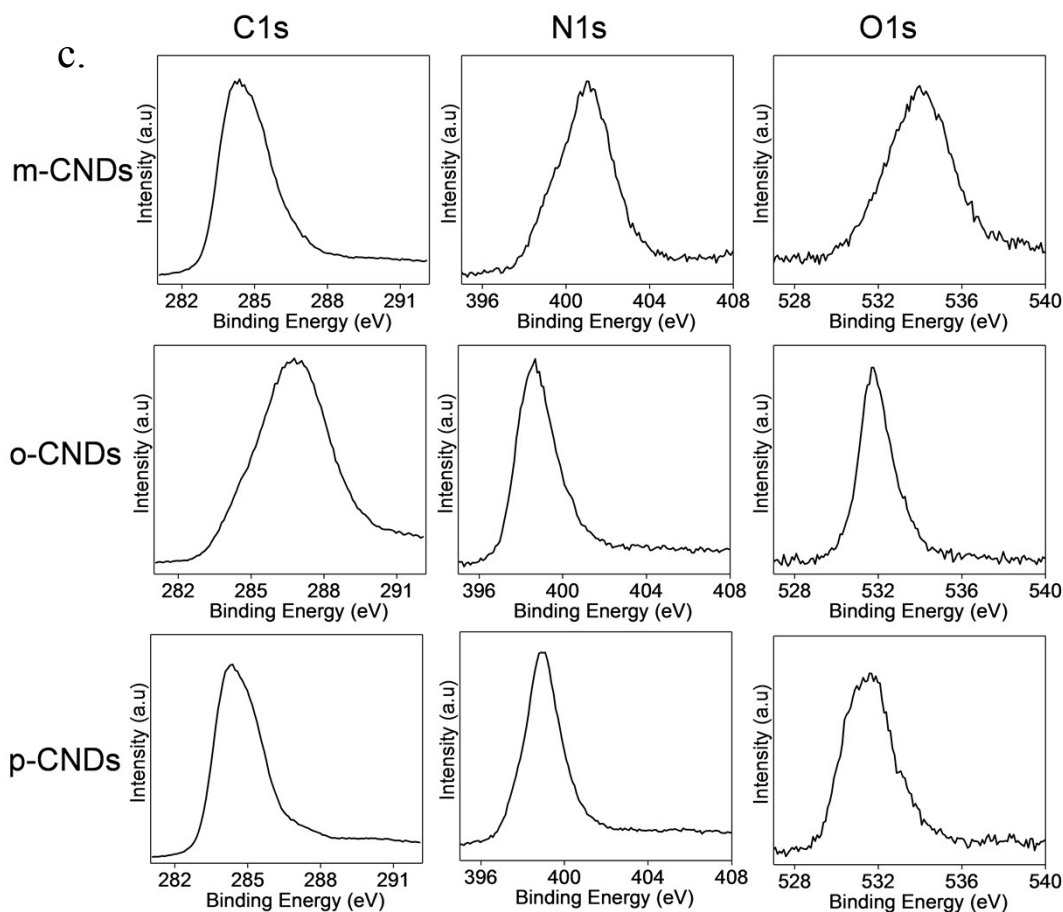 C1s N1s O1s
c.
m-CNDs
Intensity (a.u)
282 285 288 291
Binding Energy (eV)
Intensity (a.u)
396 400 404 408
Binding Energy (eV)
Intensity (a.u)
528 532 536 540
Binding Energy (eV)
o-CNDs
Intensity (a.u)
282 285 288 291
Binding Energy (eV)
Intensity (a.u)
396 400 404 408
Binding Energy (eV)
Intensity (a.u)
528 532 536 540
Binding Energy (eV)
p-CNDs
Intensity (a.u)
282 285 288 291
Binding Energy (eV)
Intensity (a.u)
396 400 404 408
Binding Energy (eV)
Intensity (a.u)
528 532 536 540
Binding Energy (eV)